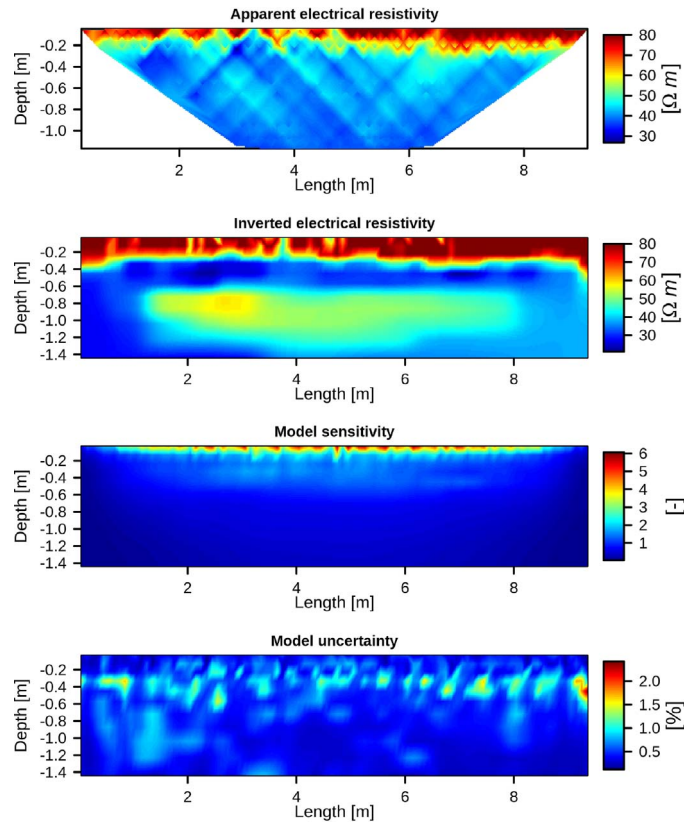 Apparent electrical resistivity
-0.2
-0.4
-0.6
-0.8
-1.0
Depth [m]
2 4 6 8
Length [m]
80
70
60
50
40
30
[Ω m]
Inverted electrical resistivity
-0.2
-0.4
-0.6
-0.8
-1.0
-1.2
-1.4
Depth [m]
2 4 6 8
Length [m]
80
70
60
50
40
30
[Ω m]
Model sensitivity
-0.2
-0.4
-0.6
-0.8
-1.0
-1.2
-1.4
Depth [m]
2 4 6 8
Length [m]
6
5
4
3
2
1
[-]
Model uncertainty
-0.2
-0.4
-0.6
-0.8
-1.0
-1.2
-1.4
Depth [m]
2 4 6 8
Length [m]
2.0
1.5
1.0
0.5
[%]